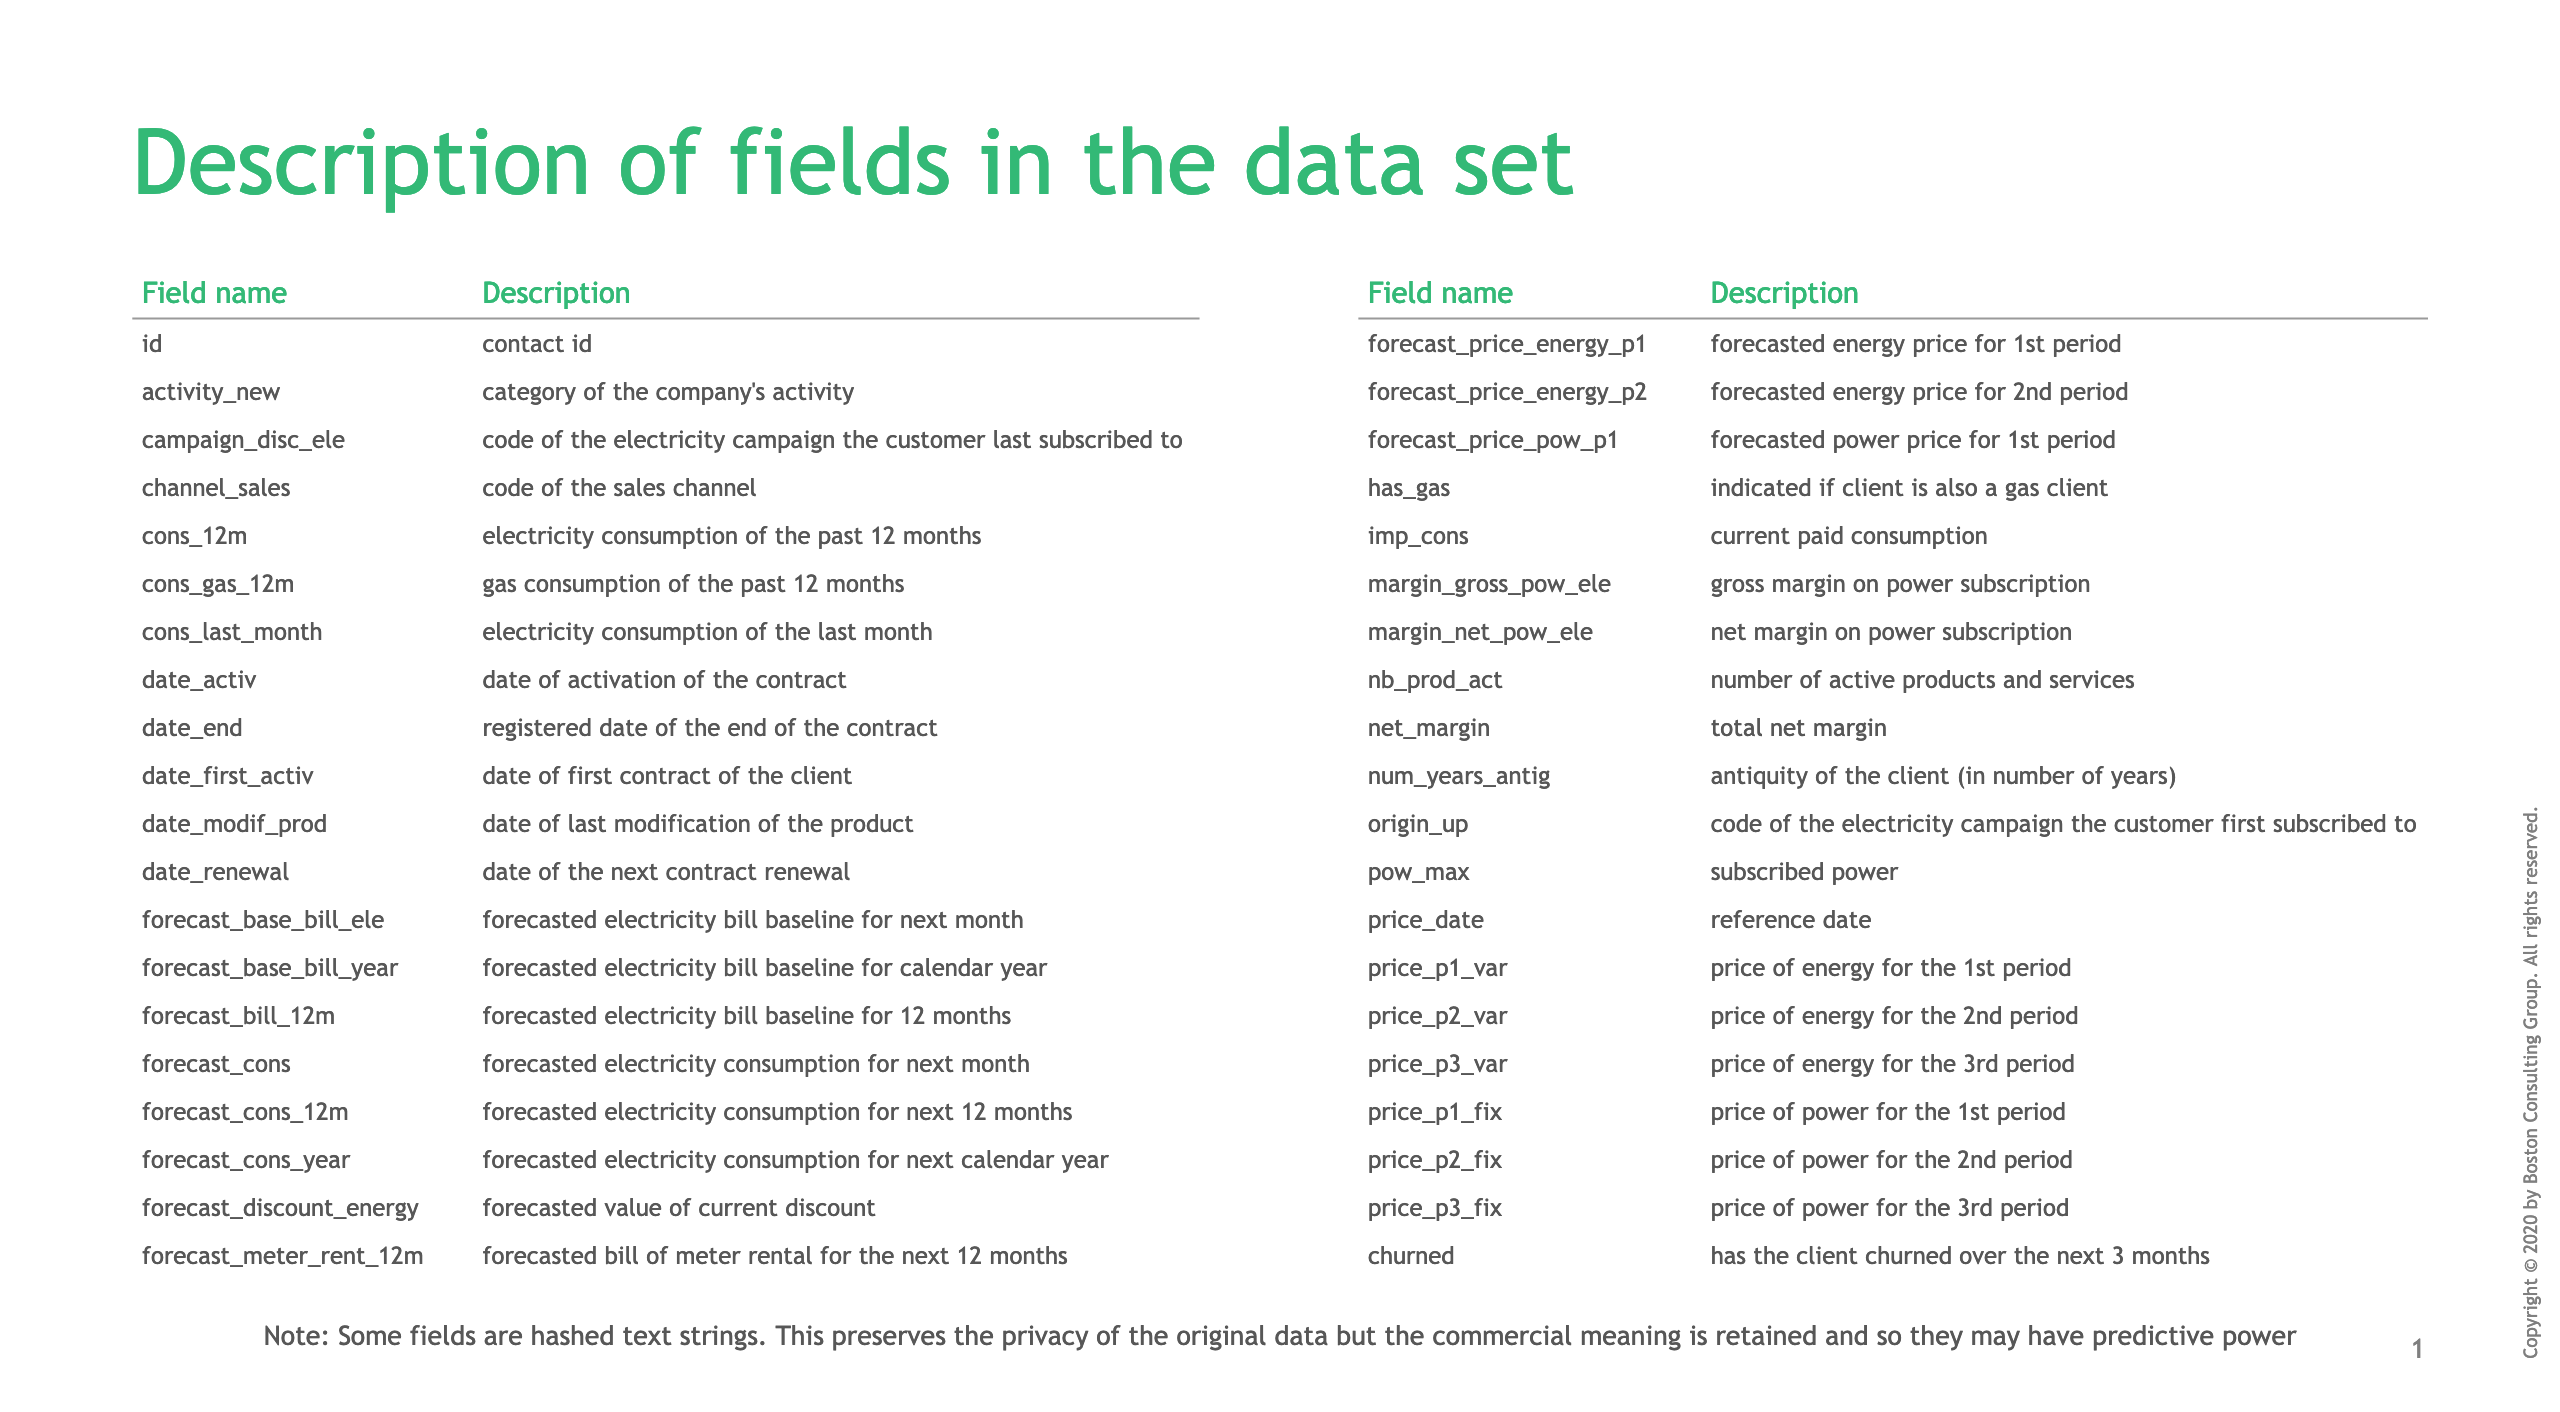 Description of fields in the data set
Field name Description
id contact id
activity_new category of the company's activity
campaign_disc_ele code of the electricity campaign the customer last subscribed to
channel_sales code of the sales channel
cons_12m electricity consumption of the past 12 months
cons_gas_12m gas consumption of the past 12 months
cons_last_month electricity consumption of the last month
date_activ date of activation of the contract
date_end registered date of the end of the contract
date_first_activ date of first contract of the client
date_modif_prod date of last modification of the product
date_renewal date of the next contract renewal
forecast_base_bill_ele forecasted electricity bill baseline for next month
forecast_base_bill_year forecasted electricity bill baseline for calendar year
forecast_bill_12m forecasted electricity bill baseline for 12 months
forecast_cons forecasted electricity consumption for next month
forecast_cons_12m forecasted electricity consumption for next 12 months
forecast_cons_year forecasted electricity consumption for next calendar year
forecast_discount_energy forecasted value of current discount
forecast_meter_rent_12m forecasted bill of meter rental for the next 12 months
Field name Description
forecast_price_energy_p1 forecasted energy price for 1st period
forecast_price_energy_p2 forecasted energy price for 2nd period
forecast_price_pow_p1 forecasted power price for 1st period
has_gas indicated if client is also a gas client
imp_cons current paid consumption
margin_gross_pow_ele gross margin on power subscription
margin_net_pow_ele net margin on power subscription
nb_prod_act number of active products and services
net_margin total net margin
num_years_antig antiquity of the client (in number of years)
origin_up code of the electricity campaign the customer first subscribed to
pow_max subscribed power
price_date reference date
price_p1_var price of energy for the 1st period
price_p2_var price of energy for the 2nd period
price_p3_var price of energy for the 3rd period
price_p1_fix price of power for the 1st period
price_p2_fix price of power for the 2nd period
price_p3_fix price of power for the 3rd period
churned has the client churned over the next 3 months
Note: Some fields are hashed text strings. This preserves the privacy of the original data but the commercial meaning is retained and so they may have predictive power
1
Copyright © 2020 by Boston Consulting Group. All rights reserved.